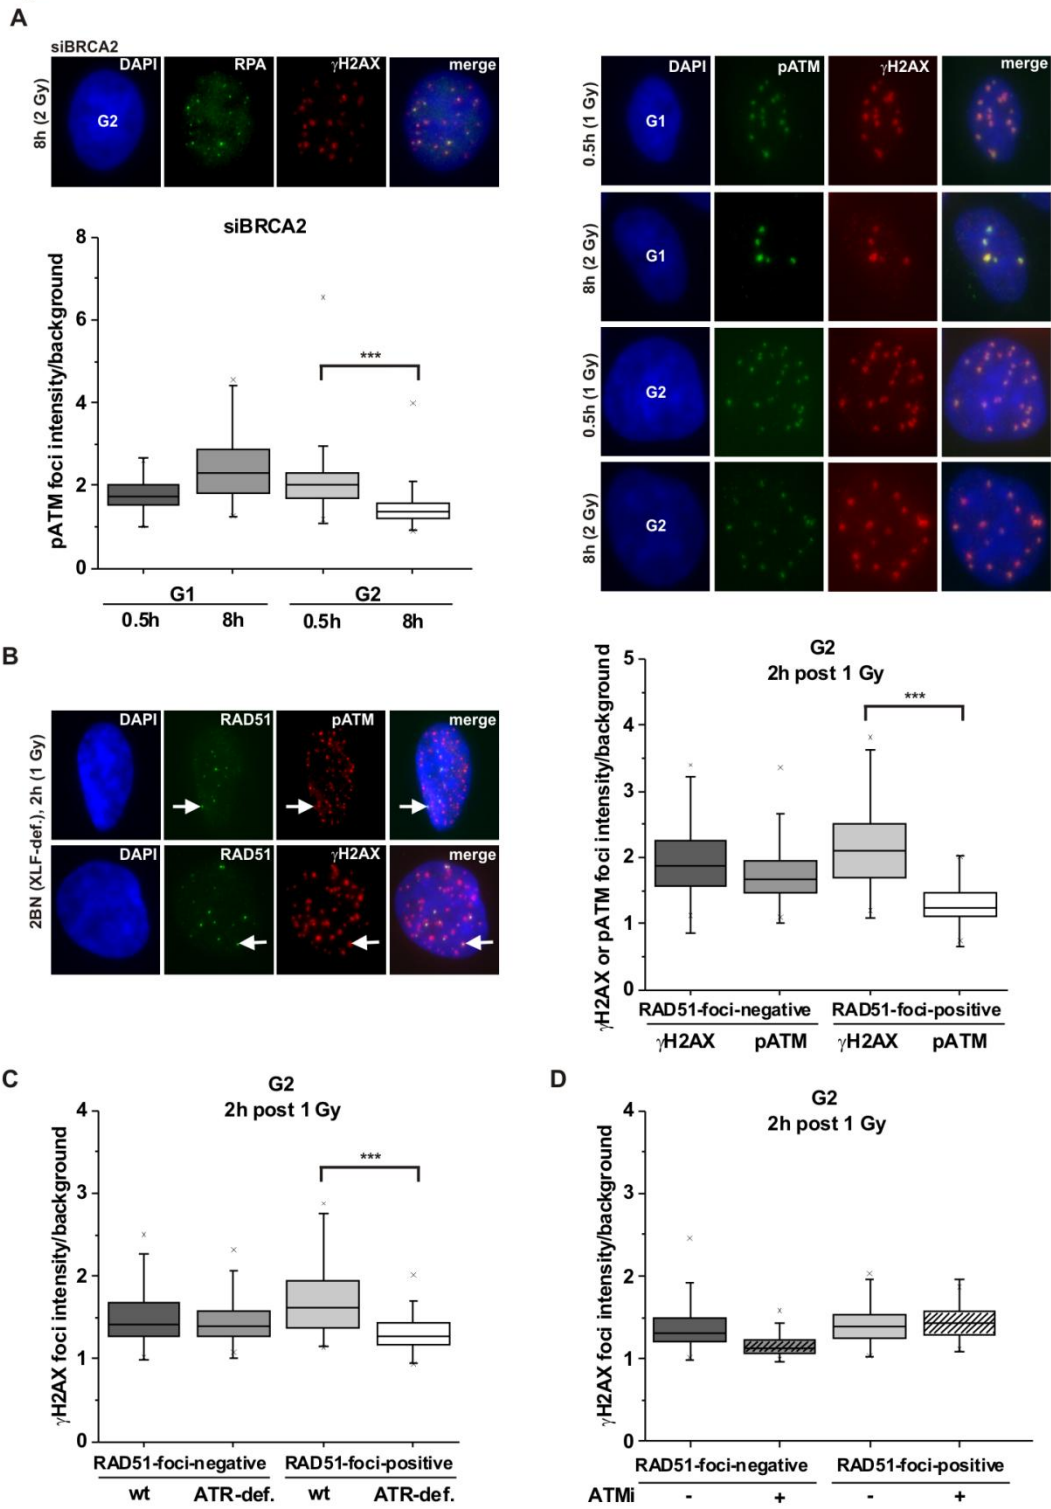 A
siBRCA2
8h (2 Gy)
DAPI RPA γH2AX merge
G2
siBRCA2
pATM foci intensity/background
8
6
4
2
0
***
G1 G2
0.5h 8h 0.5h 8h
DAPI pATM γH2AX merge
0.5h (1 Gy)
G1
8h (2 Gy)
G1
0.5h (1 Gy)
G2
8h (2 Gy)
G2
B
2BN (XLF-def.), 2h (1 Gy)
DAPI RAD51 pATM merge
DAPI RAD51 γH2AX merge
G2
2h post 1 Gy
γH2AX or pATM foci intensity/background
5
4
3
2
1
0
***
RAD51-foci-negative RAD51-foci-positive
γH2AX pATM γH2AX pATM
C
G2
2h post 1 Gy
γH2AX foci intensity/background
4
3
2
1
0
***
RAD51-foci-negative RAD51-foci-positive
wt ATR-def. wt ATR-def.
D
G2
2h post 1 Gy
γH2AX foci intensity/background
4
3
2
1
0
RAD51-foci-negative RAD51-foci-positive
ATMi - + - +